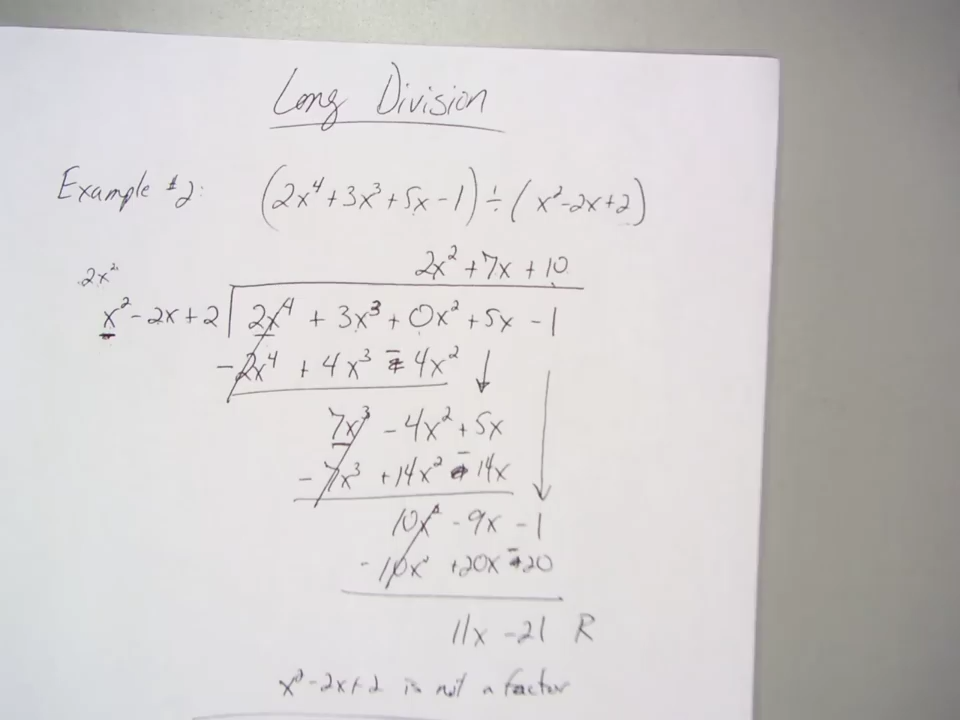 Long Division
Example #2: (2x⁴ + 3x³ + 5x - 1) ÷ (x² - 2x + 2)
2x² + 7x + 10
2x²
x² - 2x + 2 | 2x⁴ + 3x³ + 0x² + 5x - 1
- 2x⁴ + 4x³ - 4x²
7x³ - 4x² + 5x
- 7x³ + 14x² - 14x
10x² - 9x - 1
- 10x² + 20x - 20
11x - 21 R
x² - 2x + 2 is not a factor